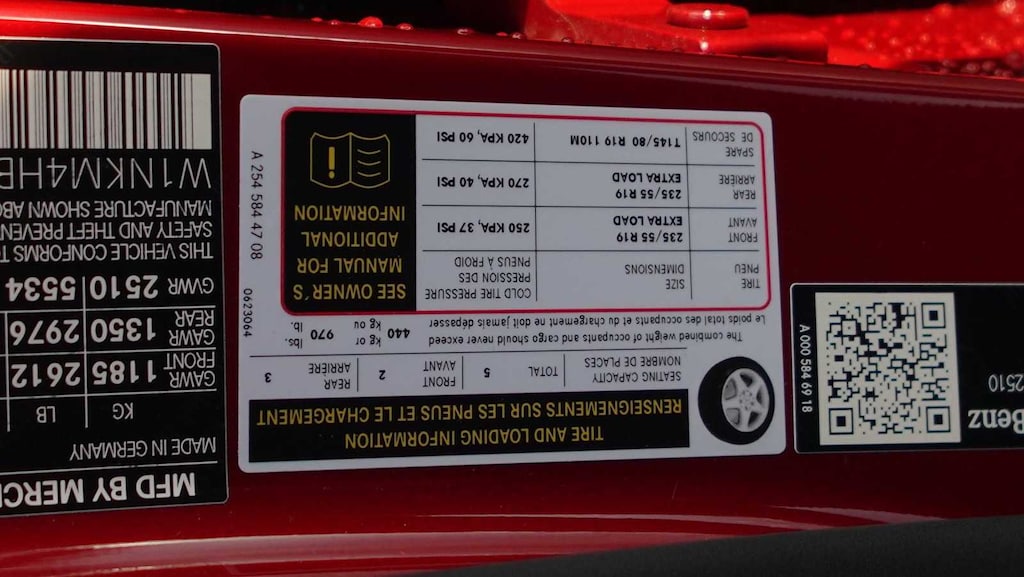 Benz
2510
A 000 584 69 18
TIRE AND LOADING INFORMATION
RENSEIGNEMENTS SUR LES PNEUS ET LE CHARGEMENT
SEATING CAPACITY
NOMBRE DE PLACES
TOTAL 5
FRONT
AVANT 2
REAR
ARRIÈRE 3
The combined weight of occupants and cargo should never exceed
Le poids total des occupants et du chargement ne doit jamais dépasser
440 kg or
kg ou
970 lbs.
lb.
TIRE
PNEU
SIZE
DIMENSIONS
COLD TIRE PRESSURE
PRESSION DES
PNEUS À FROID
FRONT
AVANT
235/55 R19
EXTRA LOAD
250 KPA, 37 PSI
REAR
ARRIÈRE
235/55 R19
EXTRA LOAD
270 KPA, 40 PSI
SPARE
DE SECOURS
T145/80 R19 110M
420 KPA, 60 PSI
SEE OWNER'S
MANUAL FOR
ADDITIONAL
INFORMATION
0623064
A 254 584 47 08
MFD BY MERC
MADE IN GERMANY
KG LB
GAWR
FRONT 1185 2612
GAWR
REAR 1350 2976
GVWR 2510 5534
THIS VEHICLE CONFORMS T
SAFETY AND THEFT PREVEN
MANUFACTURE SHOWN ABO
W1NKM4HB